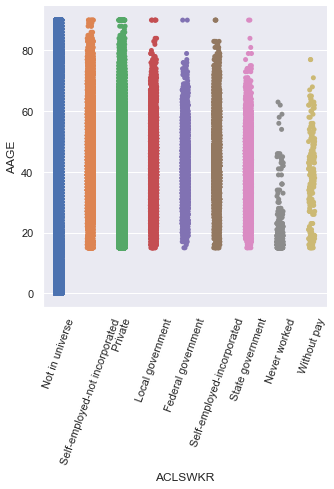 80
60
40
20
0
AAGE
Not in universe
Self-employed-not incorporated
Private
Local government
Federal government
Self-employed-incorporated
State government
Never worked
Without pay
ACLSWKR